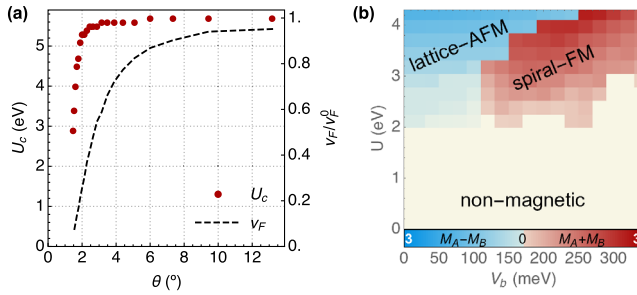 (a)
U_c (eV)
5
4
3
2
1
0
0 2 4 6 8 10 12
θ (º)
U_c
v_F
1.
0.8
0.6
0.4
0.2
0.
v_F/v_F^0
(b)
U (eV)
4
3
2
1
0
lattice-AFM
spiral-FM
non-magnetic
3 M_A-M_B 0 M_A+M_B 3
0 50 100 150 200 250 300
V_b (meV)